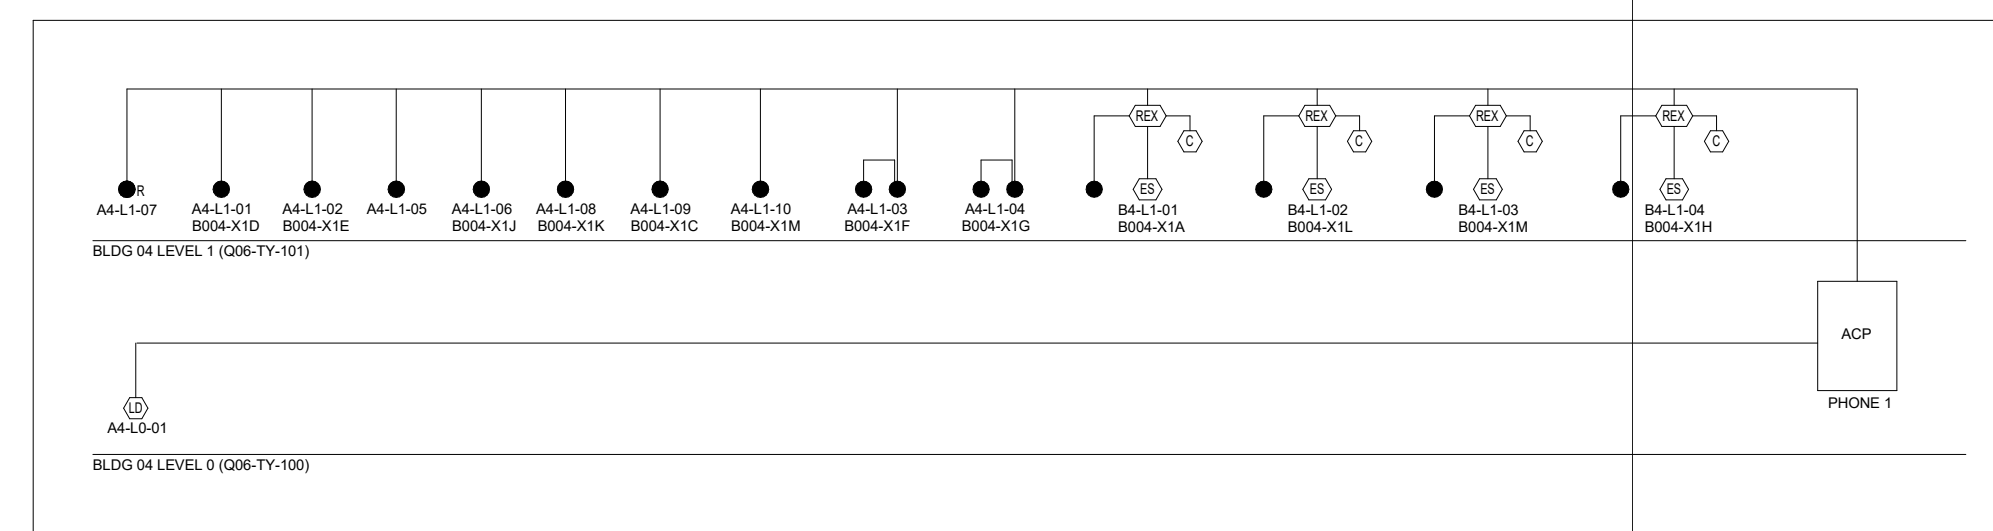 REX
REX
REX
REX
C
C
C
C
R
ES
ES
ES
ES
A4-L1-07
A4-L1-01
B004-X1D
A4-L1-02
B004-X1E
A4-L1-05
A4-L1-06
B004-X1J
A4-L1-08
B004-X1K
A4-L1-09
B004-X1C
A4-L1-10
B004-X1M
A4-L1-03
B004-X1F
A4-L1-04
B004-X1G
B4-L1-01
B004-X1A
B4-L1-02
B004-X1L
B4-L1-03
B004-X1M
B4-L1-04
B004-X1H
BLDG 04 LEVEL 1 (Q06-TY-101)
ACP
PHONE 1
LD
A4-L0-01
BLDG 04 LEVEL 0 (Q06-TY-100)